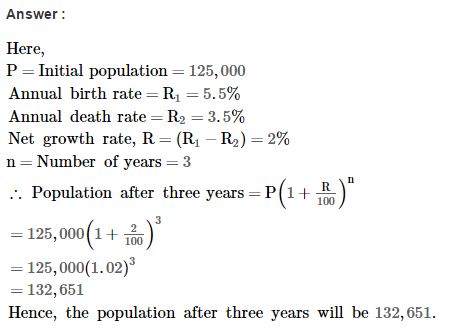 Answer :
Here,
P = Initial population = 125,000
Annual birth rate = R₁ = 5.5%
Annual death rate = R₂ = 3.5%
Net growth rate, R = (R₁ − R₂) = 2%
n = Number of years = 3
∴ Population after three years = P(1 + R/100)ⁿ
= 125,000(1 + 2/100)³
= 125,000(1.02)³
= 132,651
Hence, the population after three years will be 132,651.